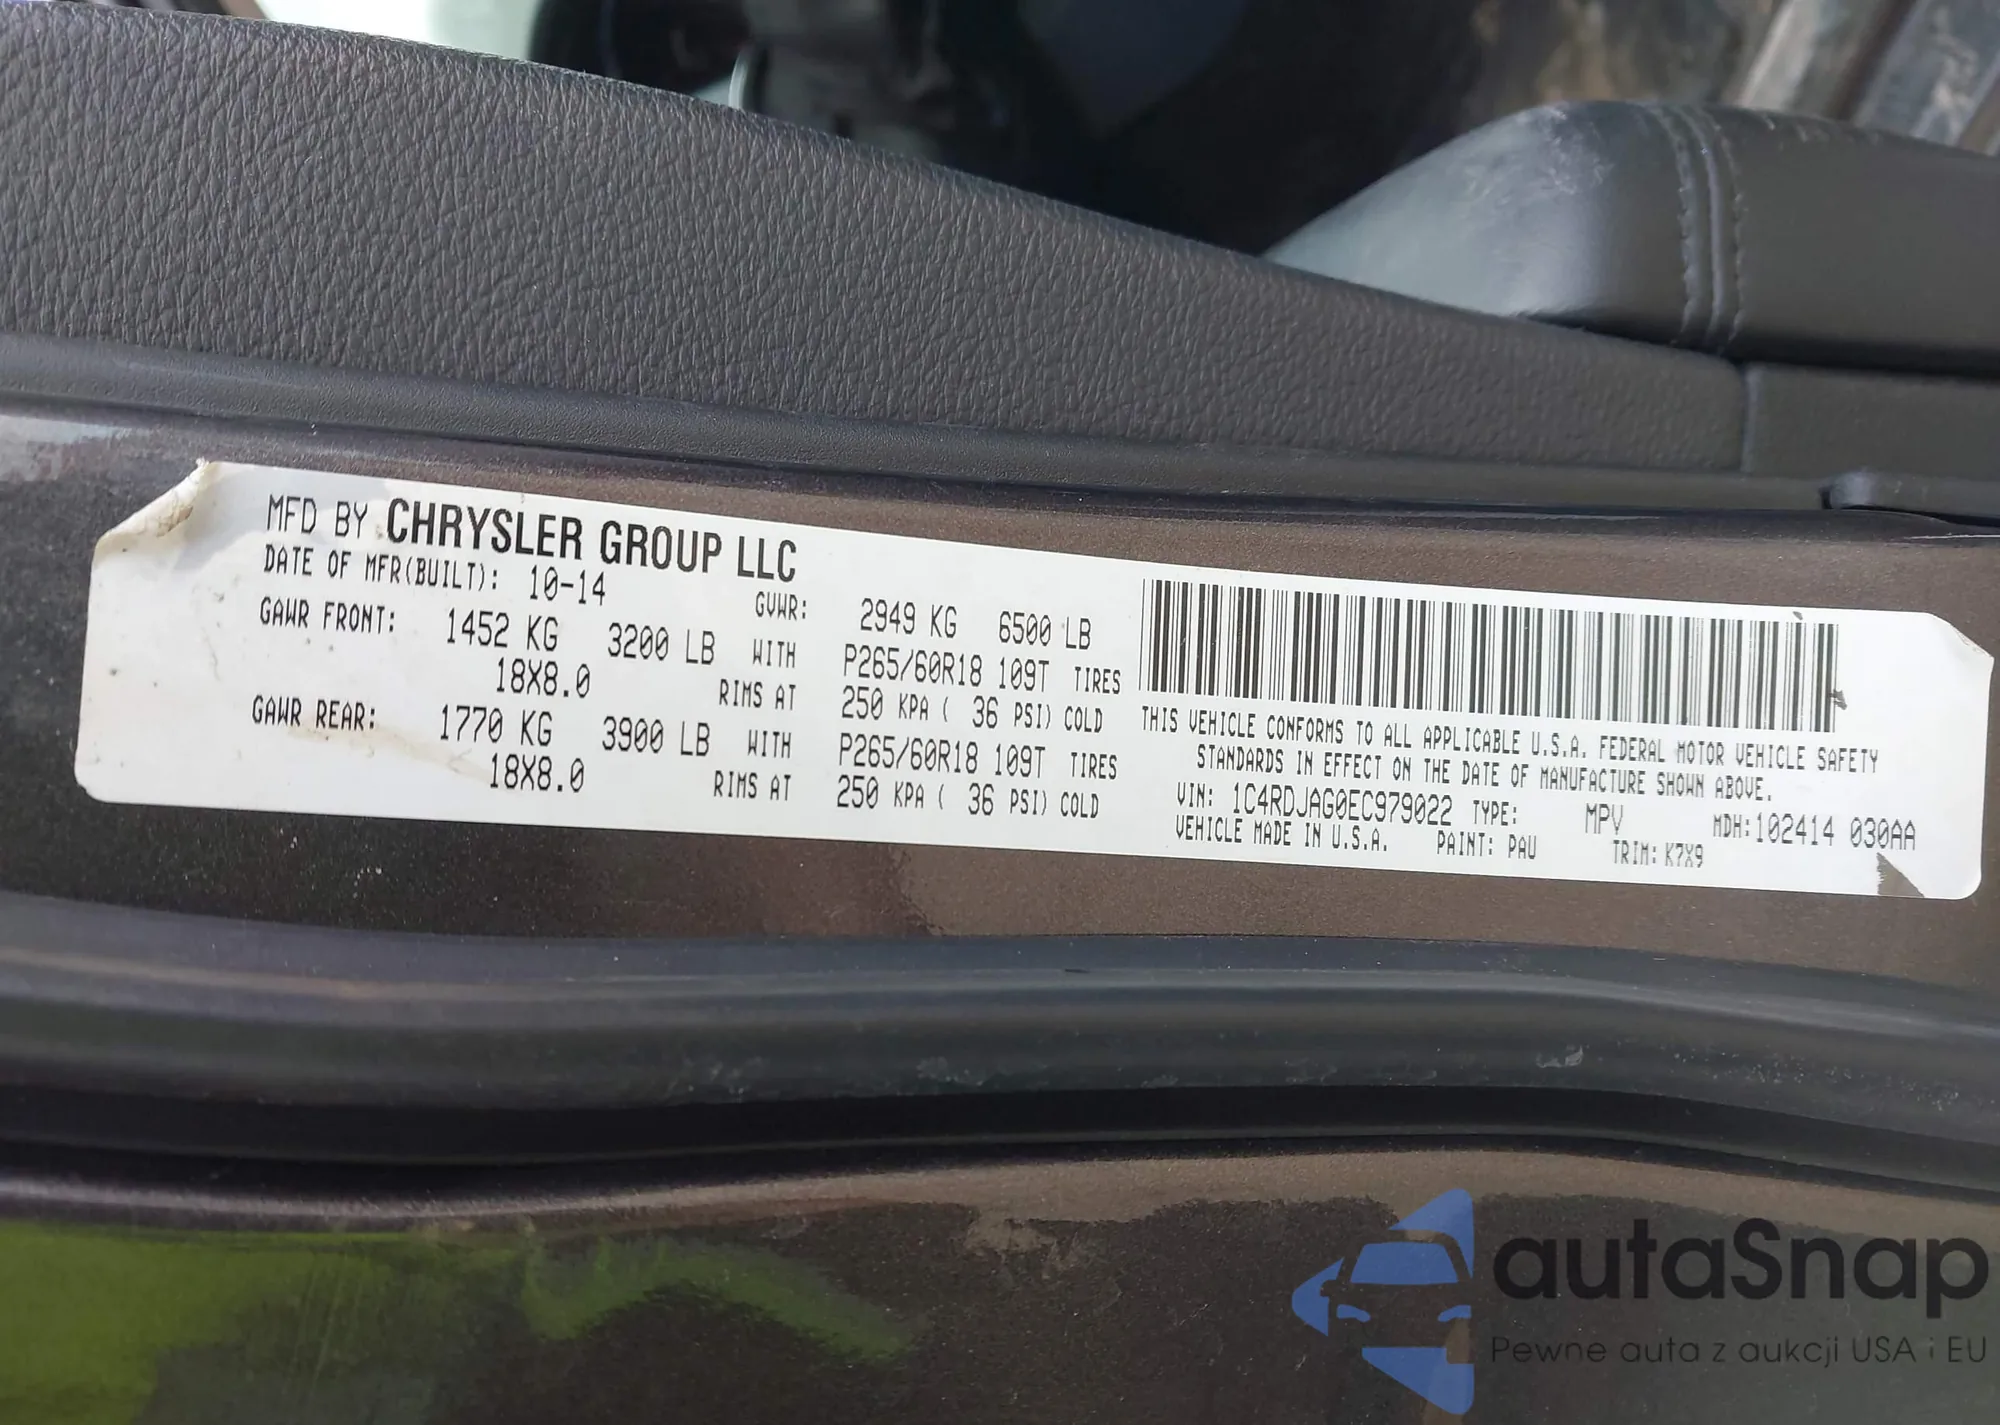 MFD BY CHRYSLER GROUP LLC
DATE OF MFR(BUILT): 10-14 GVWR: 2949 KG 6500 LB
GAWR FRONT: 1452 KG 3200 LB WITH P265/60R18 109T TIRES
18X8.0 RIMS AT 250 KPA ( 36 PSI) COLD
GAWR REAR: 1770 KG 3900 LB WITH P265/60R18 109T TIRES
18X8.0 RIMS AT 250 KPA ( 36 PSI) COLD
THIS VEHICLE CONFORMS TO ALL APPLICABLE U.S.A. FEDERAL MOTOR VEHICLE SAFETY
STANDARDS IN EFFECT ON THE DATE OF MANUFACTURE SHOWN ABOVE.
VIN: 1C4RDJAG0EC979022 TYPE: MPV MDH:102414 030AA
VEHICLE MADE IN U.S.A. PAINT: PAU TRIM: K7X9
autaSnap
Pewne auta z aukcji USA i EU